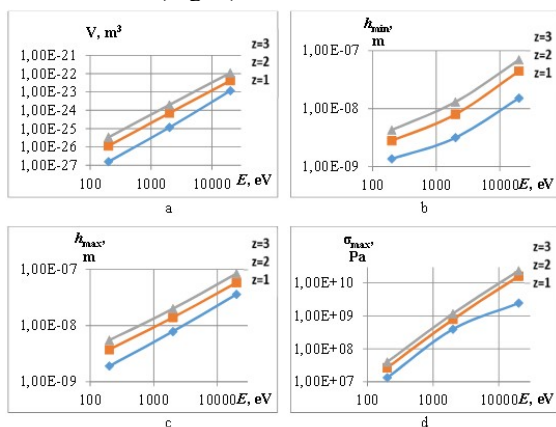 V, m³
z=3
z=2
z=1
1,00E-21
1,00E-22
1,00E-23
1,00E-24
1,00E-25
1,00E-26
1,00E-27
100 1000 10000 E, eV
a
h_min,
m
z=3
z=2
z=1
1,00E-07
1,00E-08
1,00E-09
100 1000 10000 E, eV
b
h_max,
m
z=3
z=2
z=1
1,00E-07
1,00E-08
1,00E-09
100 1000 10000 E, eV
c
σ_max,
Pa
z=3
z=2
z=1
1,00E+10
1,00E+09
1,00E+08
1,00E+07
100 1000 10000 E, eV
d